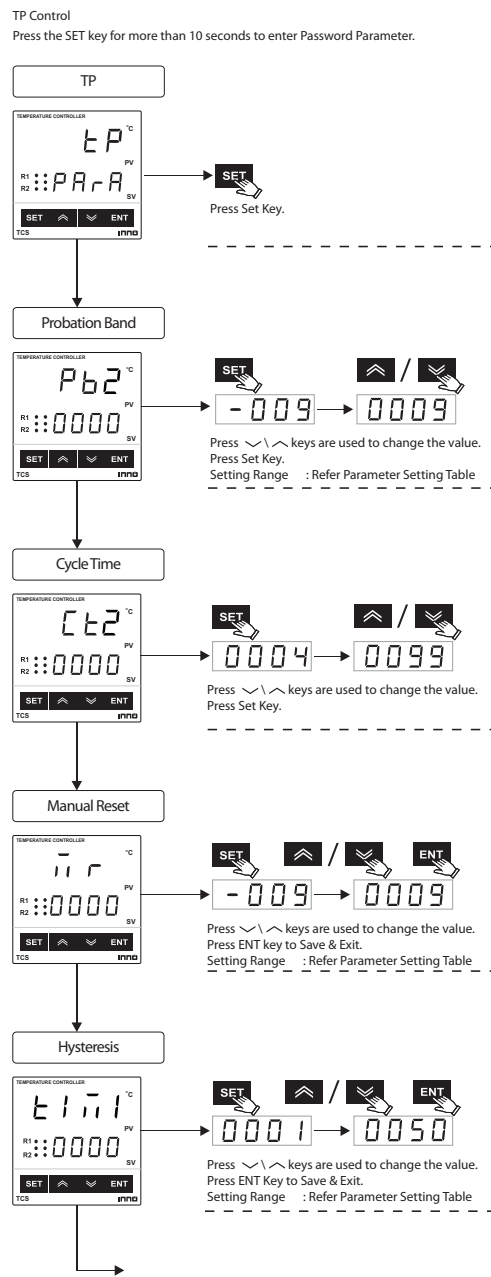 TP Control
Press the SET key for more than 10 seconds to enter Password Parameter.
TP
TEMPERATURE CONTROLLER
°C
tP
PV
R1
R2
PArA
SV
SET ENT
TCS
INNO
SET
Press Set Key.
Probation Band
TEMPERATURE CONTROLLER
°C
Pb2
PV
R1
R2
0000
SV
SET ENT
TCS
INNO
SET /
-009 0009
Press \ keys are used to change the value.
Press Set Key.
Setting Range : Refer Parameter Setting Table
Cycle Time
TEMPERATURE CONTROLLER
°C
Ct2
PV
R1
R2
0000
SV
SET ENT
TCS
INNO
SET /
0004 0099
Press \ keys are used to change the value.
Press Set Key.
Manual Reset
TEMPERATURE CONTROLLER
°C
mr
PV
R1
R2
0000
SV
SET ENT
TCS
INNO
SET / ENT
-009 0009
Press \ keys are used to change the value.
Press ENT key to Save & Exit.
Setting Range : Refer Parameter Setting Table
Hysteresis
TEMPERATURE CONTROLLER
°C
tIM1
PV
R1
R2
0000
SV
SET ENT
TCS
INNO
SET / ENT
0001 0050
Press \ keys are used to change the value.
Press ENT Key to Save & Exit.
Setting Range : Refer Parameter Setting Table